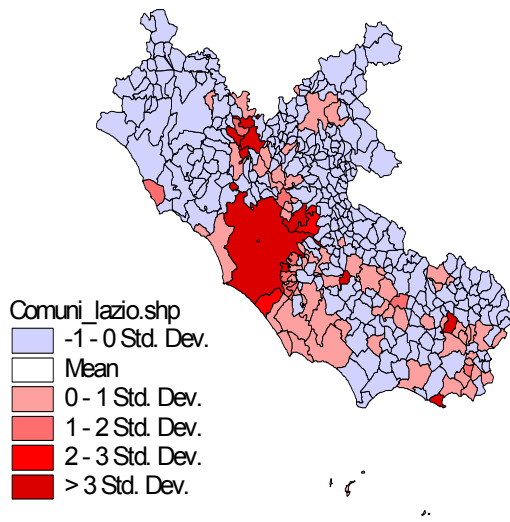 Comuni_lazio.shp
-1 - 0 Std. Dev.
Mean
0 - 1 Std. Dev.
1 - 2 Std. Dev.
2 - 3 Std. Dev.
> 3 Std. Dev.